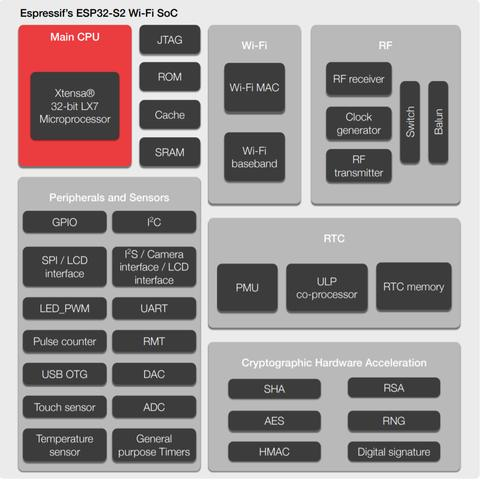 Espressif's ESP32-S2 Wi-Fi SoC
Main CPU
Xtensa®
32-bit LX7
Microprocessor
JTAG
ROM
Cache
SRAM
Wi-Fi
Wi-Fi MAC
Wi-Fi
baseband
RF
RF receiver
Clock
generator
RF
transmitter
Switch
Balun
Peripherals and Sensors
GPIO
I²C
SPI / LCD
interface
I²S / Camera
interface / LCD
interface
LED_PWM
UART
Pulse counter
RMT
USB OTG
DAC
Touch sensor
ADC
Temperature
sensor
General
purpose Timers
RTC
PMU
ULP
co-processor
RTC memory
Cryptographic Hardware Acceleration
SHA
RSA
AES
RNG
HMAC
Digital signature